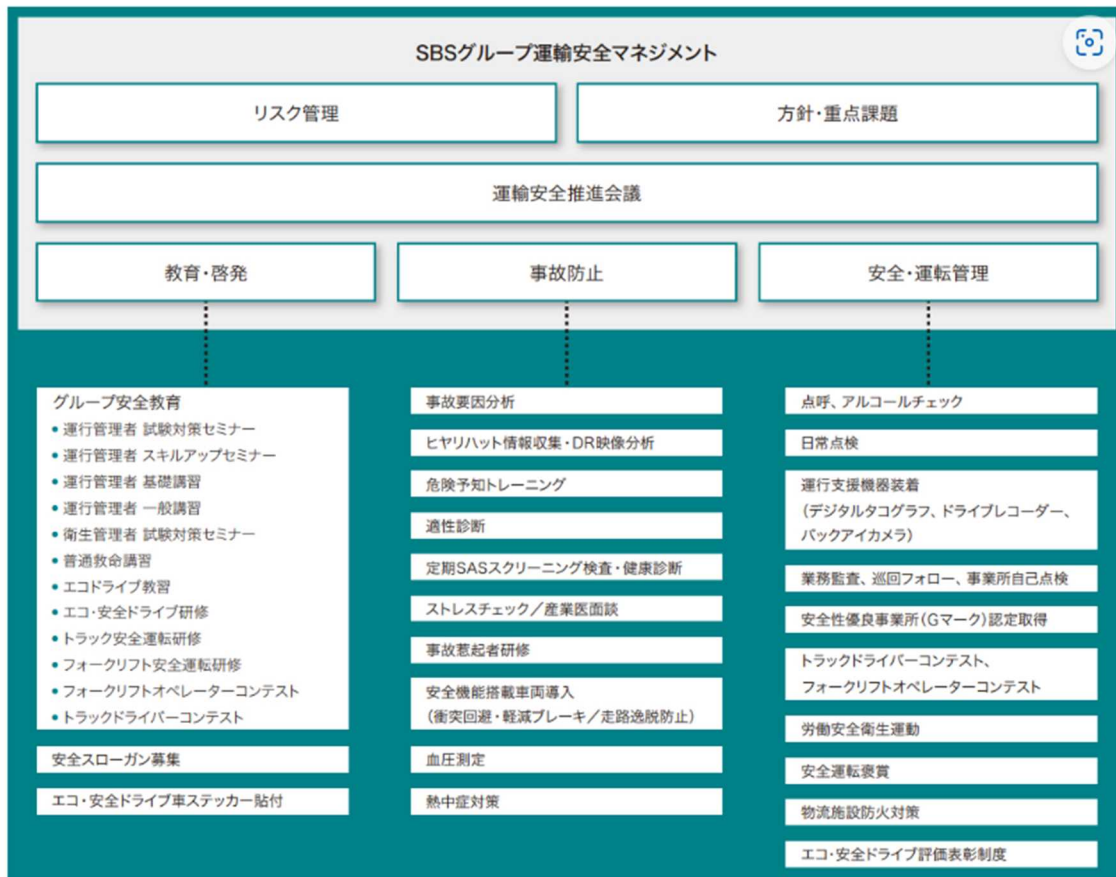 SBSグループ運輸安全マネジメント
リスク管理
方針・重点課題
運輸安全推進会議
教育・啓発
事故防止
安全・運転管理
グループ安全教育
• 運行管理者 試験対策セミナー
• 運行管理者 スキルアップセミナー
• 運行管理者 基礎講習
• 運行管理者 一般講習
• 衛生管理者 試験対策セミナー
• 普通救命講習
• エコドライブ教習
• エコ・安全ドライブ研修
• トラック安全運転研修
• フォークリフト安全運転研修
• フォークリフトオペレーターコンテスト
• トラックドライバーコンテスト
安全スローガン募集
エコ・安全ドライブ車ステッカー貼付
事故要因分析
ヒヤリハット情報収集・DR映像分析
危険予知トレーニング
適性診断
定期SASスクリーニング検査・健康診断
ストレスチェック／産業医面談
事故惹起者研修
安全機能搭載車両導入
（衝突回避・軽減ブレーキ／走路逸脱防止）
血圧測定
熱中症対策
点呼、アルコールチェック
日常点検
運行支援機器装着
（デジタルタコグラフ、ドライブレコーダー、
バックアイカメラ）
業務監査、巡回フォロー、事業所自己点検
安全性優良事業所（Gマーク）認定取得
トラックドライバーコンテスト、
フォークリフトオペレーターコンテスト
労働安全衛生運動
安全運転褒賞
物流施設防火対策
エコ・安全ドライブ評価表彰制度